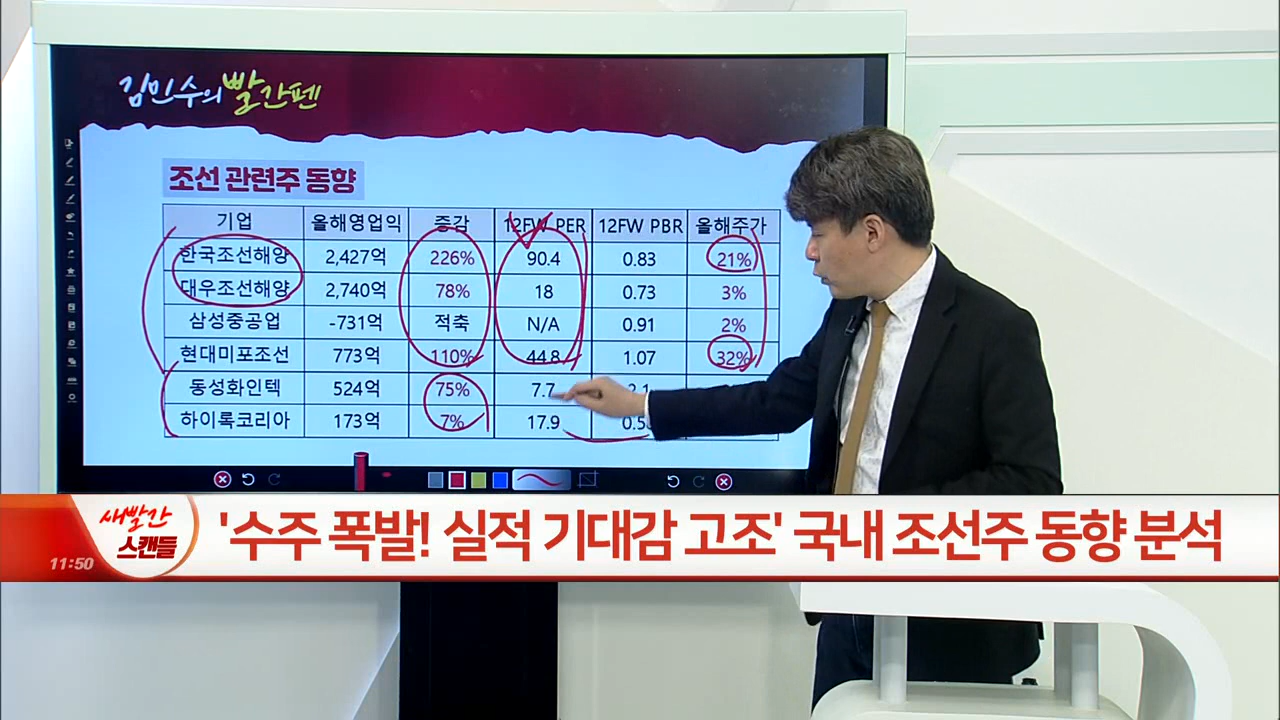 김민수의 빨간펜
조선 관련주 동향
기업 올해영업익 증감 12FW PER 12FW PBR 올해주가
한국조선해양 2,427억 226% 90.4 0.83 21%
대우조선해양 2,740억 78% 18 0.73 3%
삼성중공업 -731억 적축 N/A 0.91 2%
현대미포조선 773억 110% 44.8 1.07 32%
동성화인텍 524억 75% 7.7
하이록코리아 173억 7% 17.9
새빨간
스캔들
11:50
'수주 폭발! 실적 기대감 고조' 국내 조선주 동향 분석